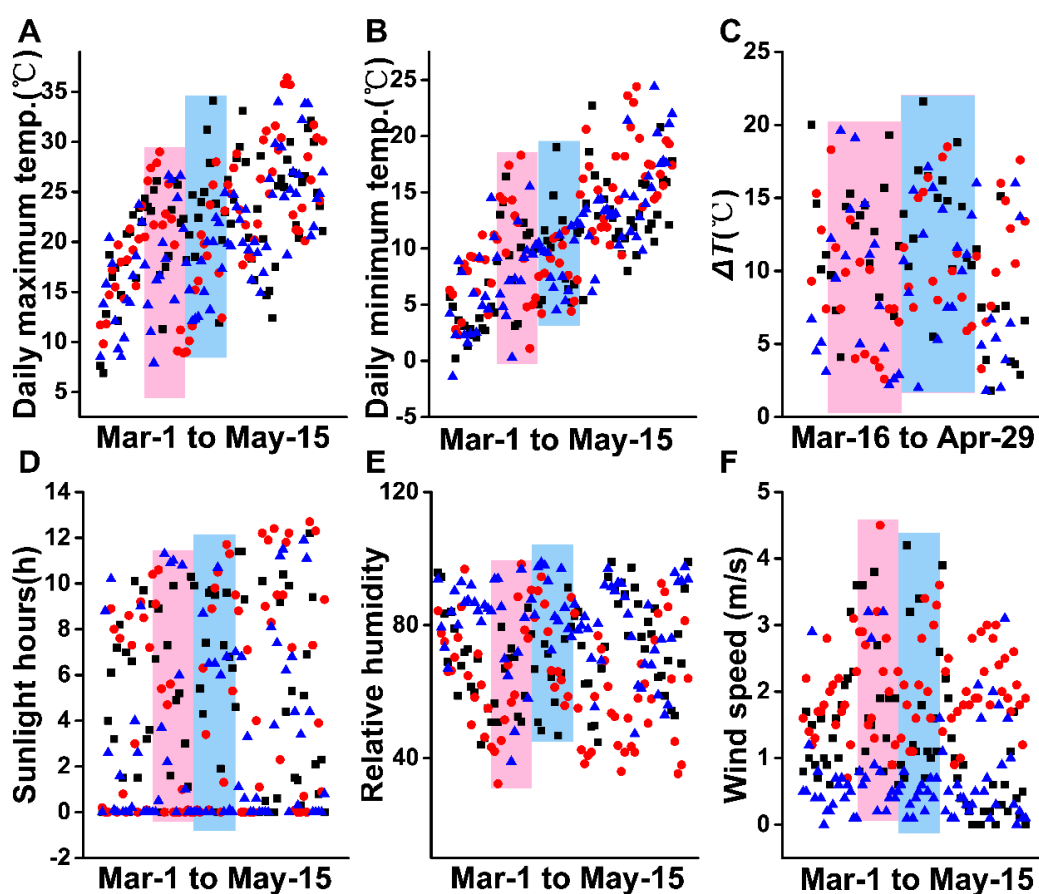 A
Daily maximum temp.(℃)
35
30
25
20
15
10
5
Mar-1 to May-15
B
Daily minimum temp.(℃)
25
20
15
10
5
0
-5
Mar-1 to May-15
C
ΔT(℃)
25
20
15
10
5
0
Mar-16 to Apr-29
D
Sunlight hours(h)
14
12
10
8
6
4
2
0
-2
Mar-1 to May-15
E
Relative humidity
120
80
40
Mar-1 to May-15
F
Wind speed (m/s)
5
4
3
2
1
0
Mar-1 to May-15